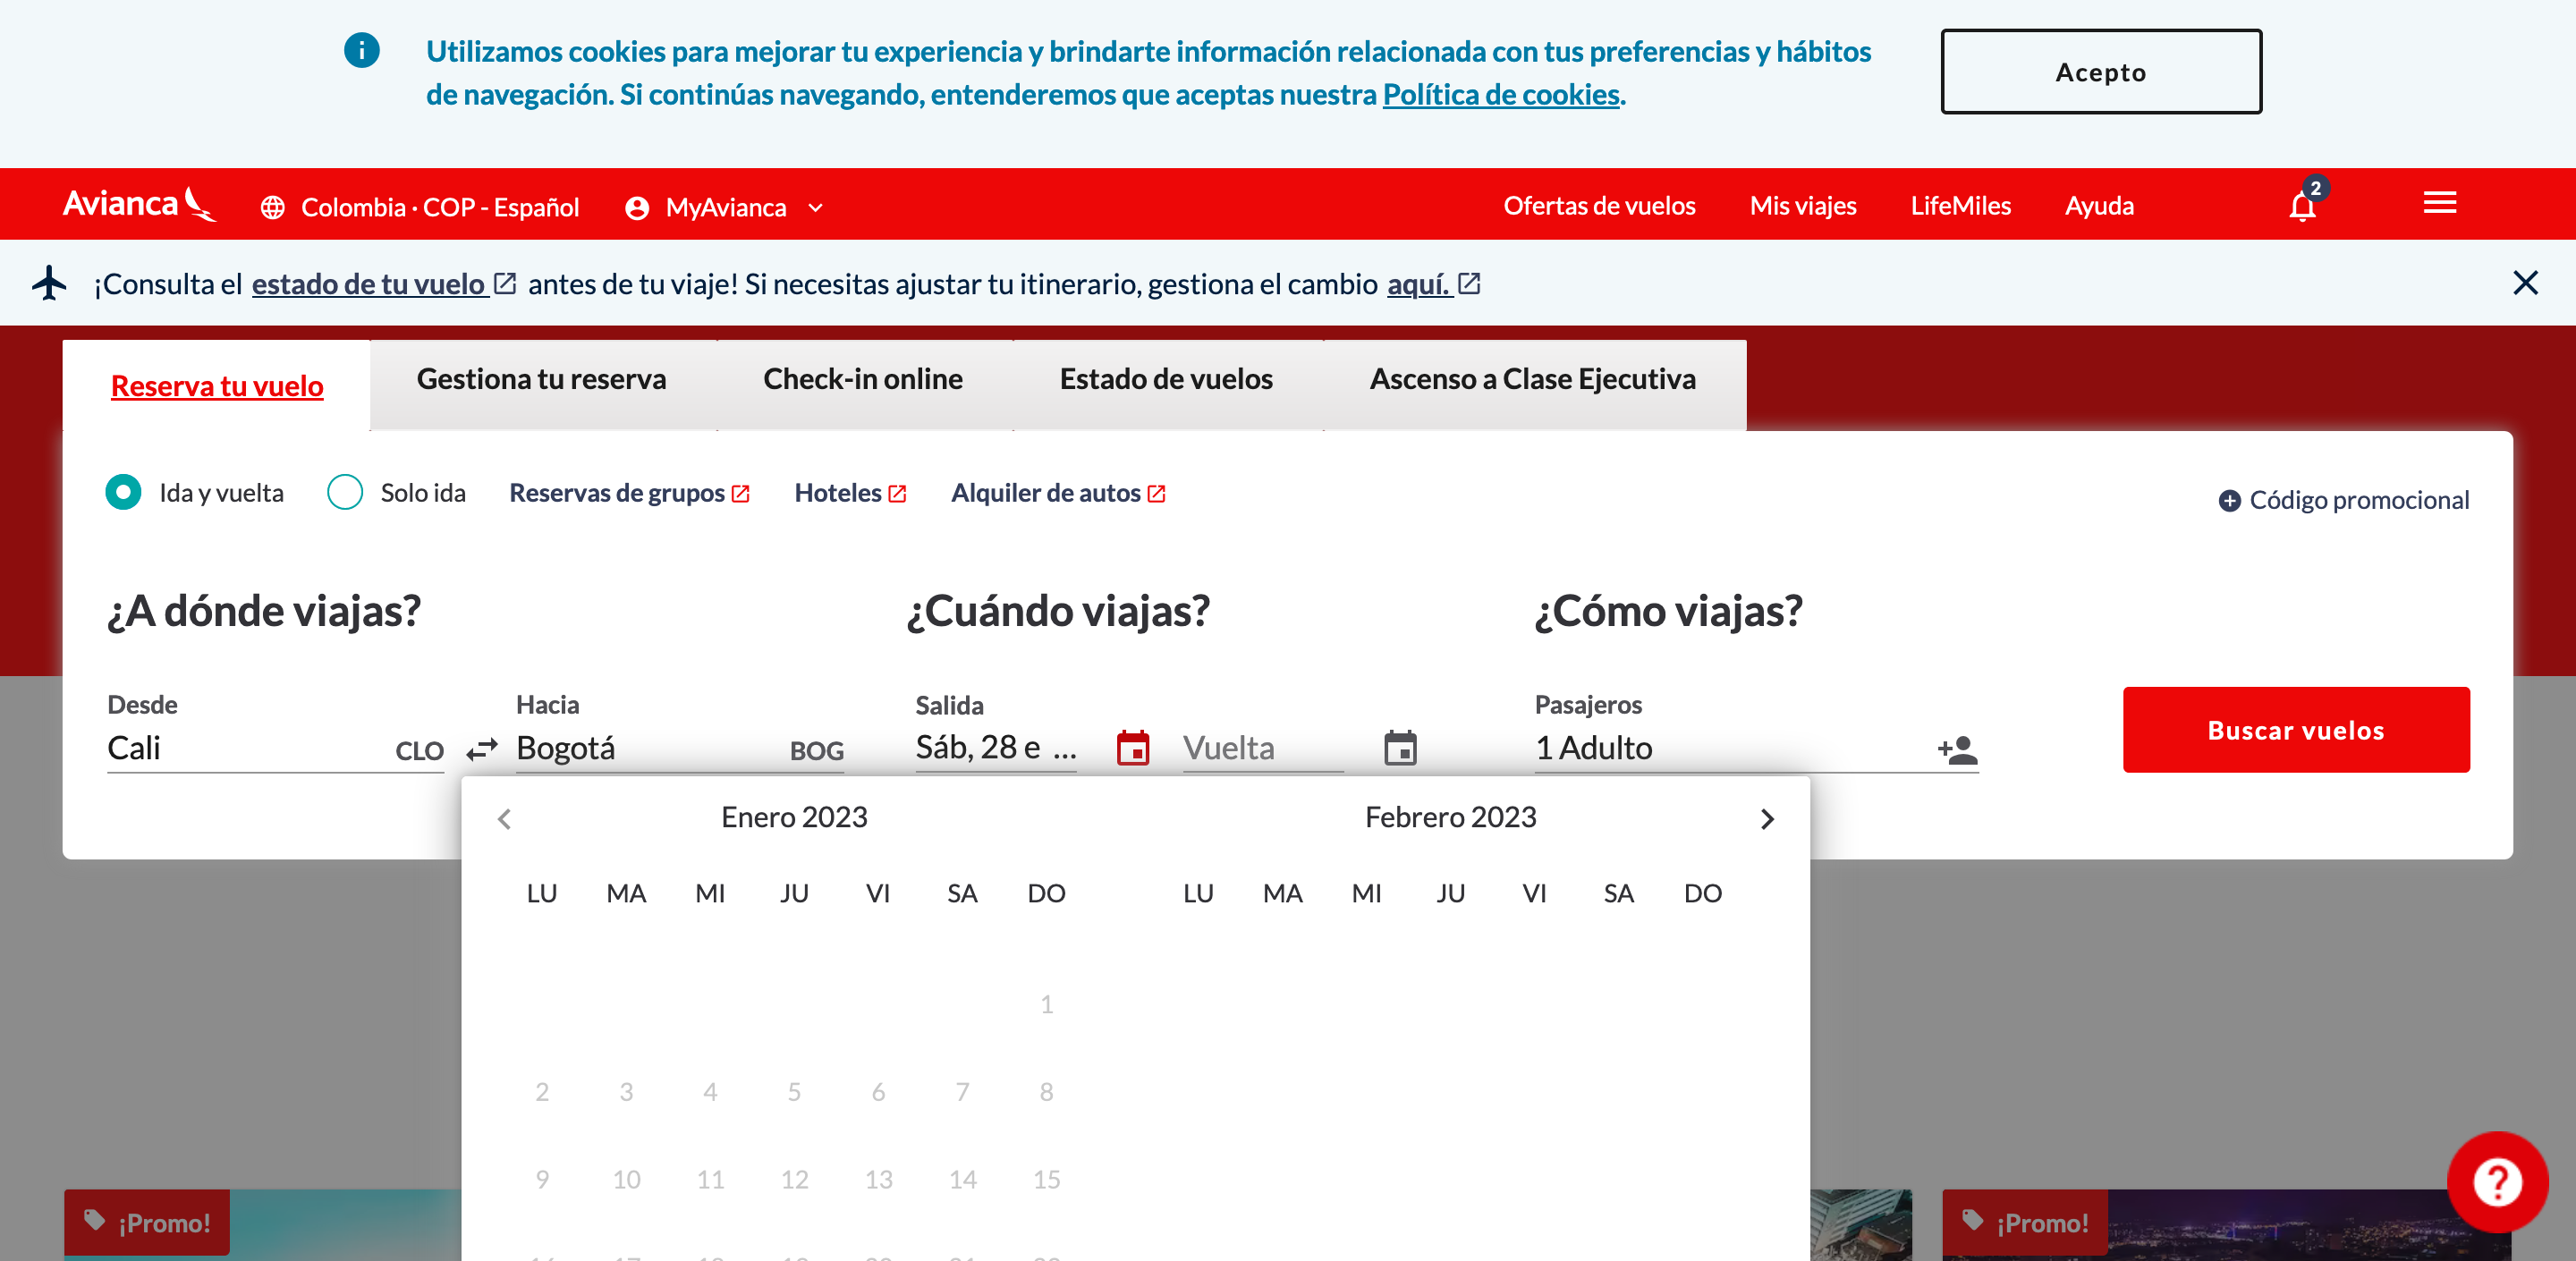 Utilizamos cookies para mejorar tu experiencia y brindarte información relacionada con tus preferencias y hábitos
de navegación. Si continúas navegando, entenderemos que aceptas nuestra Política de cookies.
Acepto
Avianca
Colombia · COP - Español
MyAvianca
Ofertas de vuelos
Mis viajes
LifeMiles
Ayuda
2
¡Consulta el estado de tu vuelo antes de tu viaje! Si necesitas ajustar tu itinerario, gestiona el cambio aquí.
Reserva tu vuelo
Gestiona tu reserva
Check-in online
Estado de vuelos
Ascenso a Clase Ejecutiva
Ida y vuelta
Solo ida
Reservas de grupos
Hoteles
Alquiler de autos
Código promocional
¿A dónde viajas?
¿Cuándo viajas?
¿Cómo viajas?
Desde
Cali CLO
Hacia
Bogotá BOG
Salida
Sáb, 28 e ...
Vuelta
Pasajeros
1 Adulto
Buscar vuelos
Enero 2023
LU MA MI JU VI SA DO
1
2 3 4 5 6 7 8
9 10 11 12 13 14 15
Febrero 2023
LU MA MI JU VI SA DO
¡Promo!
¡Promo!
?